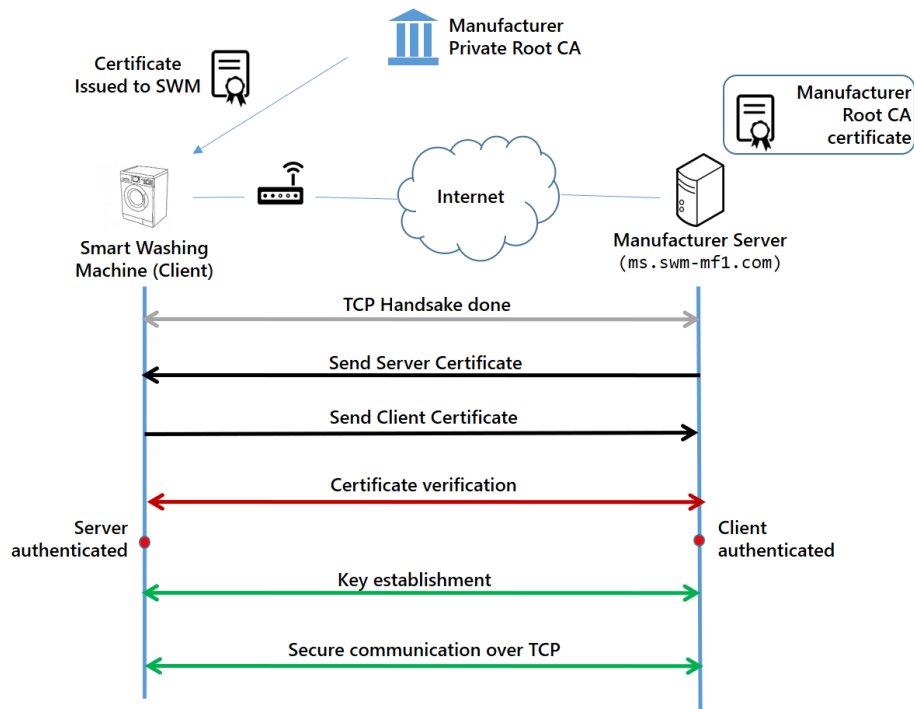 Manufacturer
Private Root CA
Certificate
Issued to SWM
Manufacturer
Root CA
certificate
Internet
Smart Washing
Machine (Client)
Manufacturer Server
(ms.swm-mf1.com)
TCP Handsake done
Send Server Certificate
Send Client Certificate
Certificate verification
Server
authenticated
Client
authenticated
Key establishment
Secure communication over TCP